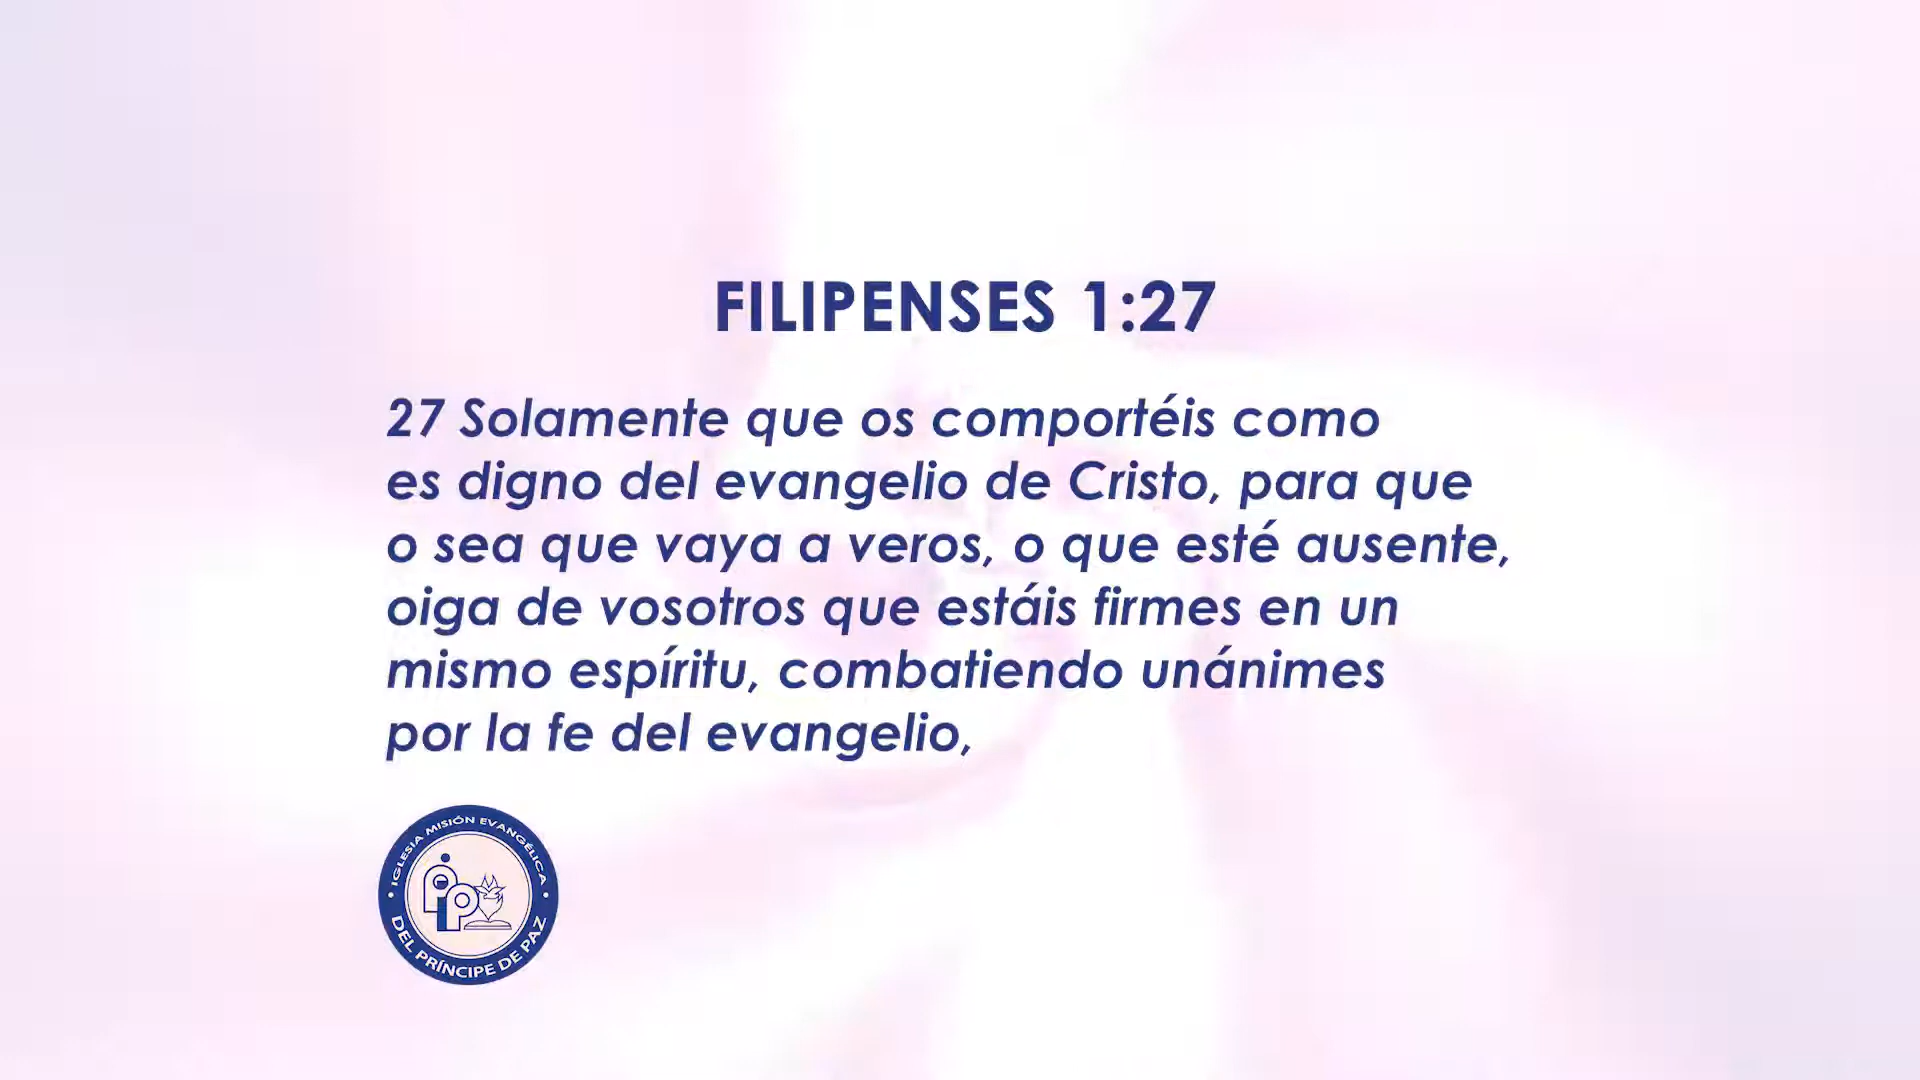 FILIPENSES 1:27
27 Solamente que os comportéis como
es digno del evangelio de Cristo, para que
o sea que vaya a veros, o que esté ausente,
oiga de vosotros que estáis firmes en un
mismo espíritu, combatiendo unánimes
por la fe del evangelio,
IGLESIA MISIÓN EVANGÉLICA
DEL PRÍNCIPE DE PAZ